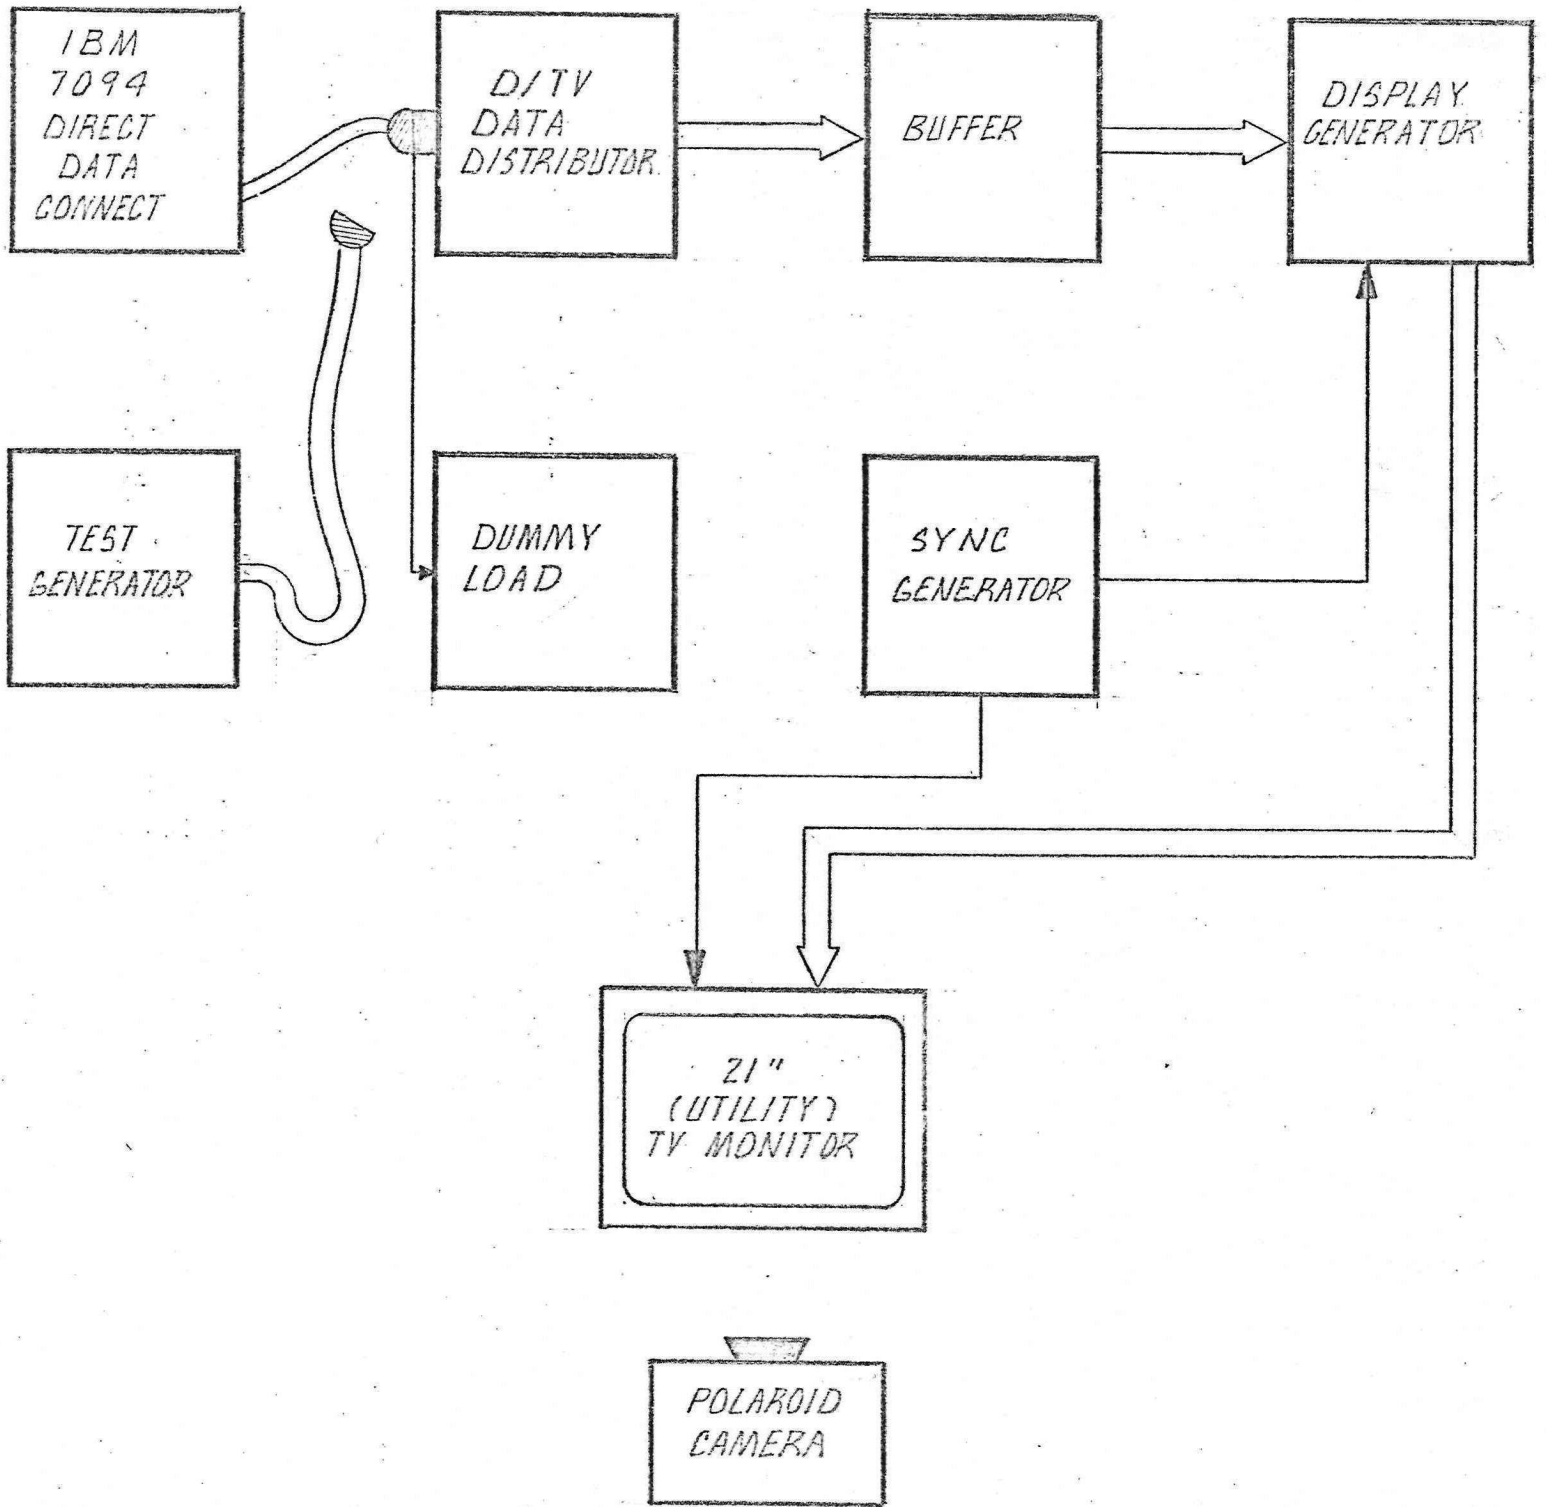 IBM
7094
DIRECT
DATA
CONNECT
D/TV
DATA
DISTRIBUTOR
BUFFER
DISPLAY
GENERATOR
TEST
GENERATOR
DUMMY
LOAD
SYNC
GENERATOR
21"
(UTILITY)
TV MONITOR
POLAROID
CAMERA